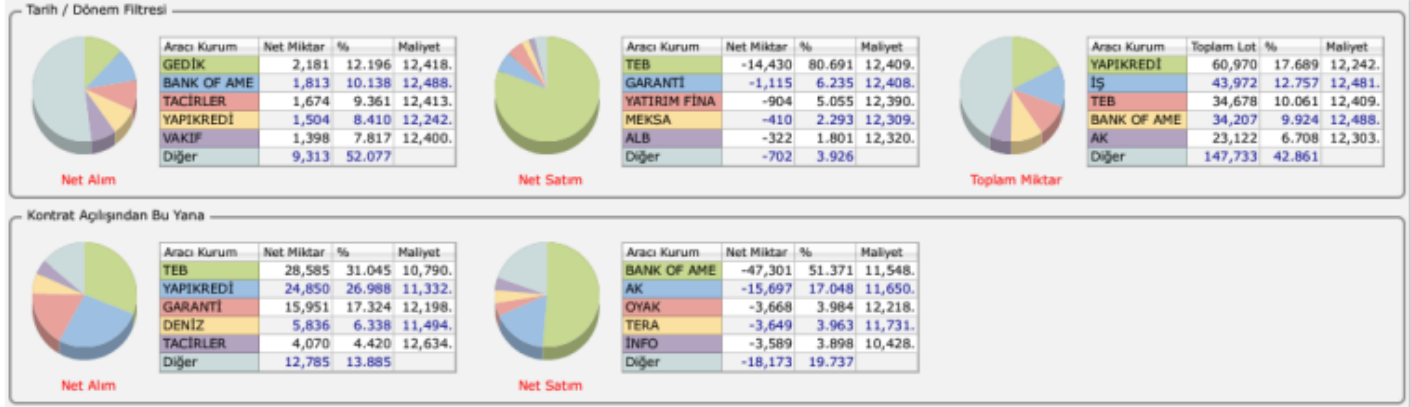 Tarih / Dönem Filtresi
Aracı Kurum Net Miktar % Maliyet
GEDİK 2,181 12.196 12,418.
BANK OF AME 1,813 10.138 12,488.
TACİRLER 1,674 9.361 12,413.
YAPIKREDİ 1,504 8.410 12,242.
VAKIF 1,398 7.817 12,400.
Diğer 9,313 52.077
Net Alım
Aracı Kurum Net Miktar % Maliyet
TEB -14,430 80.691 12,409.
GARANTİ -1,115 6.235 12,408.
YATIRIM FİNA -904 5.055 12,390.
MEKSA -410 2.293 12,309.
ALB -322 1.801 12,320.
Diğer -702 3.926
Net Satım
Aracı Kurum Toplam Lot % Maliyet
YAPIKREDİ 60,970 17.689 12,242.
İŞ 43,972 12.757 12,481.
TEB 34,678 10.061 12,409.
BANK OF AME 34,207 9.924 12,488.
AK 23,122 6.708 12,303.
Diğer 147,733 42.861
Toplam Miktar
Kontrat Açılışından Bu Yana
Aracı Kurum Net Miktar % Maliyet
TEB 28,585 31.045 10,790.
YAPIKREDİ 24,850 26.988 11,332.
GARANTİ 15,951 17.324 12,198.
DENİZ 5,836 6.338 11,494.
TACİRLER 4,070 4.420 12,634.
Diğer 12,785 13.885
Net Alım
Aracı Kurum Net Miktar % Maliyet
BANK OF AME -47,301 51.371 11,548.
AK -15,697 17.048 11,650.
OYAK -3,668 3.984 12,218.
TERA -3,649 3.963 11,731.
İNFO -3,589 3.898 10,428.
Diğer -18,173 19.737
Net Satım